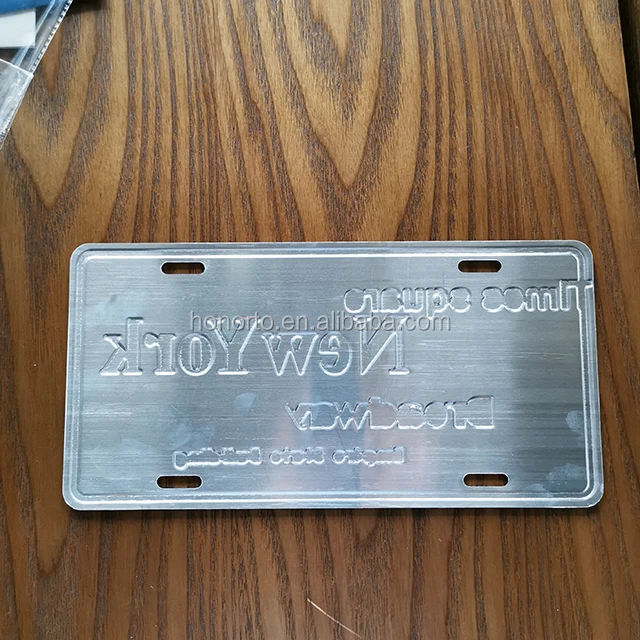 Times square
honorto.en.alibaba.com
New York
Broadway
Empire State Building